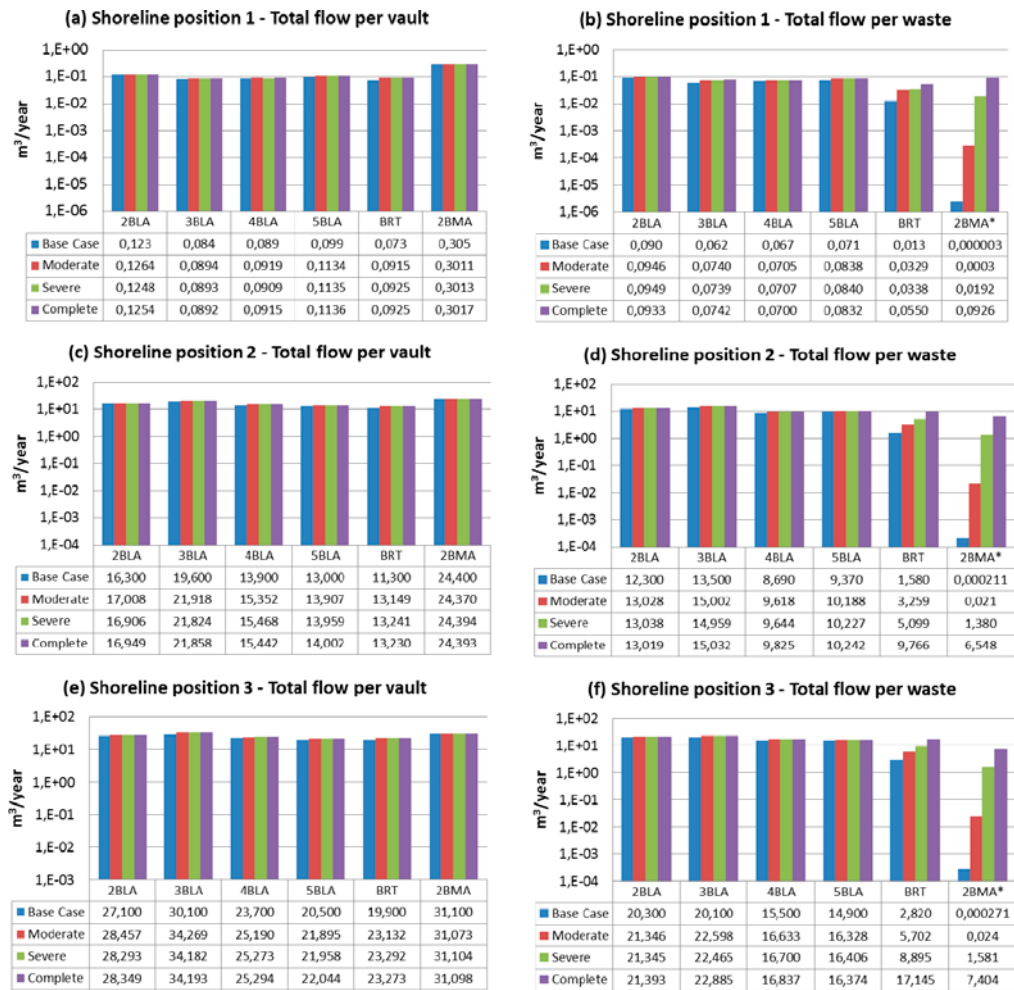 (a) Shoreline position 1 - Total flow per vault
m³/year
1,E+00
1,E-01
1,E-02
1,E-03
1,E-04
1,E-05
1,E-06
2BLA 3BLA 4BLA 5BLA BRT 2BMA
Base Case 0,123 0,084 0,089 0,099 0,073 0,305
Moderate 0,1264 0,0894 0,0919 0,1134 0,0915 0,3011
Severe 0,1248 0,0893 0,0909 0,1135 0,0925 0,3013
Complete 0,1254 0,0892 0,0915 0,1136 0,0925 0,3017
(b) Shoreline position 1 - Total flow per waste
m³/year
1,E+00
1,E-01
1,E-02
1,E-03
1,E-04
1,E-05
1,E-06
2BLA 3BLA 4BLA 5BLA BRT 2BMA*
Base Case 0,090 0,062 0,067 0,071 0,013 0,000003
Moderate 0,0946 0,0740 0,0705 0,0838 0,0329 0,0003
Severe 0,0949 0,0739 0,0707 0,0840 0,0338 0,0192
Complete 0,0933 0,0742 0,0700 0,0832 0,0550 0,0926
(c) Shoreline position 2 - Total flow per vault
m³/year
1,E+02
1,E+01
1,E+00
1,E-01
1,E-02
1,E-03
1,E-04
2BLA 3BLA 4BLA 5BLA BRT 2BMA
Base Case 16,300 19,600 13,900 13,000 11,300 24,400
Moderate 17,008 21,918 15,352 13,907 13,149 24,370
Severe 16,906 21,824 15,468 13,959 13,241 24,394
Complete 16,949 21,858 15,442 14,002 13,230 24,393
(d) Shoreline position 2 - Total flow per waste
m³/year
1,E+02
1,E+01
1,E+00
1,E-01
1,E-02
1,E-03
1,E-04
2BLA 3BLA 4BLA 5BLA BRT 2BMA*
Base Case 12,300 13,500 8,690 9,370 1,580 0,000211
Moderate 13,028 15,002 9,618 10,188 3,259 0,021
Severe 13,038 14,959 9,644 10,227 5,099 1,380
Complete 13,019 15,032 9,825 10,242 9,766 6,548
(e) Shoreline position 3 - Total flow per vault
m³/year
1,E+02
1,E+01
1,E+00
1,E-01
1,E-02
1,E-03
2BLA 3BLA 4BLA 5BLA BRT 2BMA
Base Case 27,100 30,100 23,700 20,500 19,900 31,100
Moderate 28,457 34,269 25,190 21,895 23,132 31,073
Severe 28,293 34,182 25,273 21,958 23,292 31,104
Complete 28,349 34,193 25,294 22,044 23,273 31,098
(f) Shoreline position 3 - Total flow per waste
m³/year
1,E+02
1,E+01
1,E+00
1,E-01
1,E-02
1,E-03
1,E-04
2BLA 3BLA 4BLA 5BLA BRT 2BMA*
Base Case 20,300 20,100 15,500 14,900 2,820 0,000271
Moderate 21,346 22,598 16,633 16,328 5,702 0,024
Severe 21,345 22,465 16,700 16,406 8,895 1,581
Complete 21,393 22,885 16,837 16,374 17,145 7,404